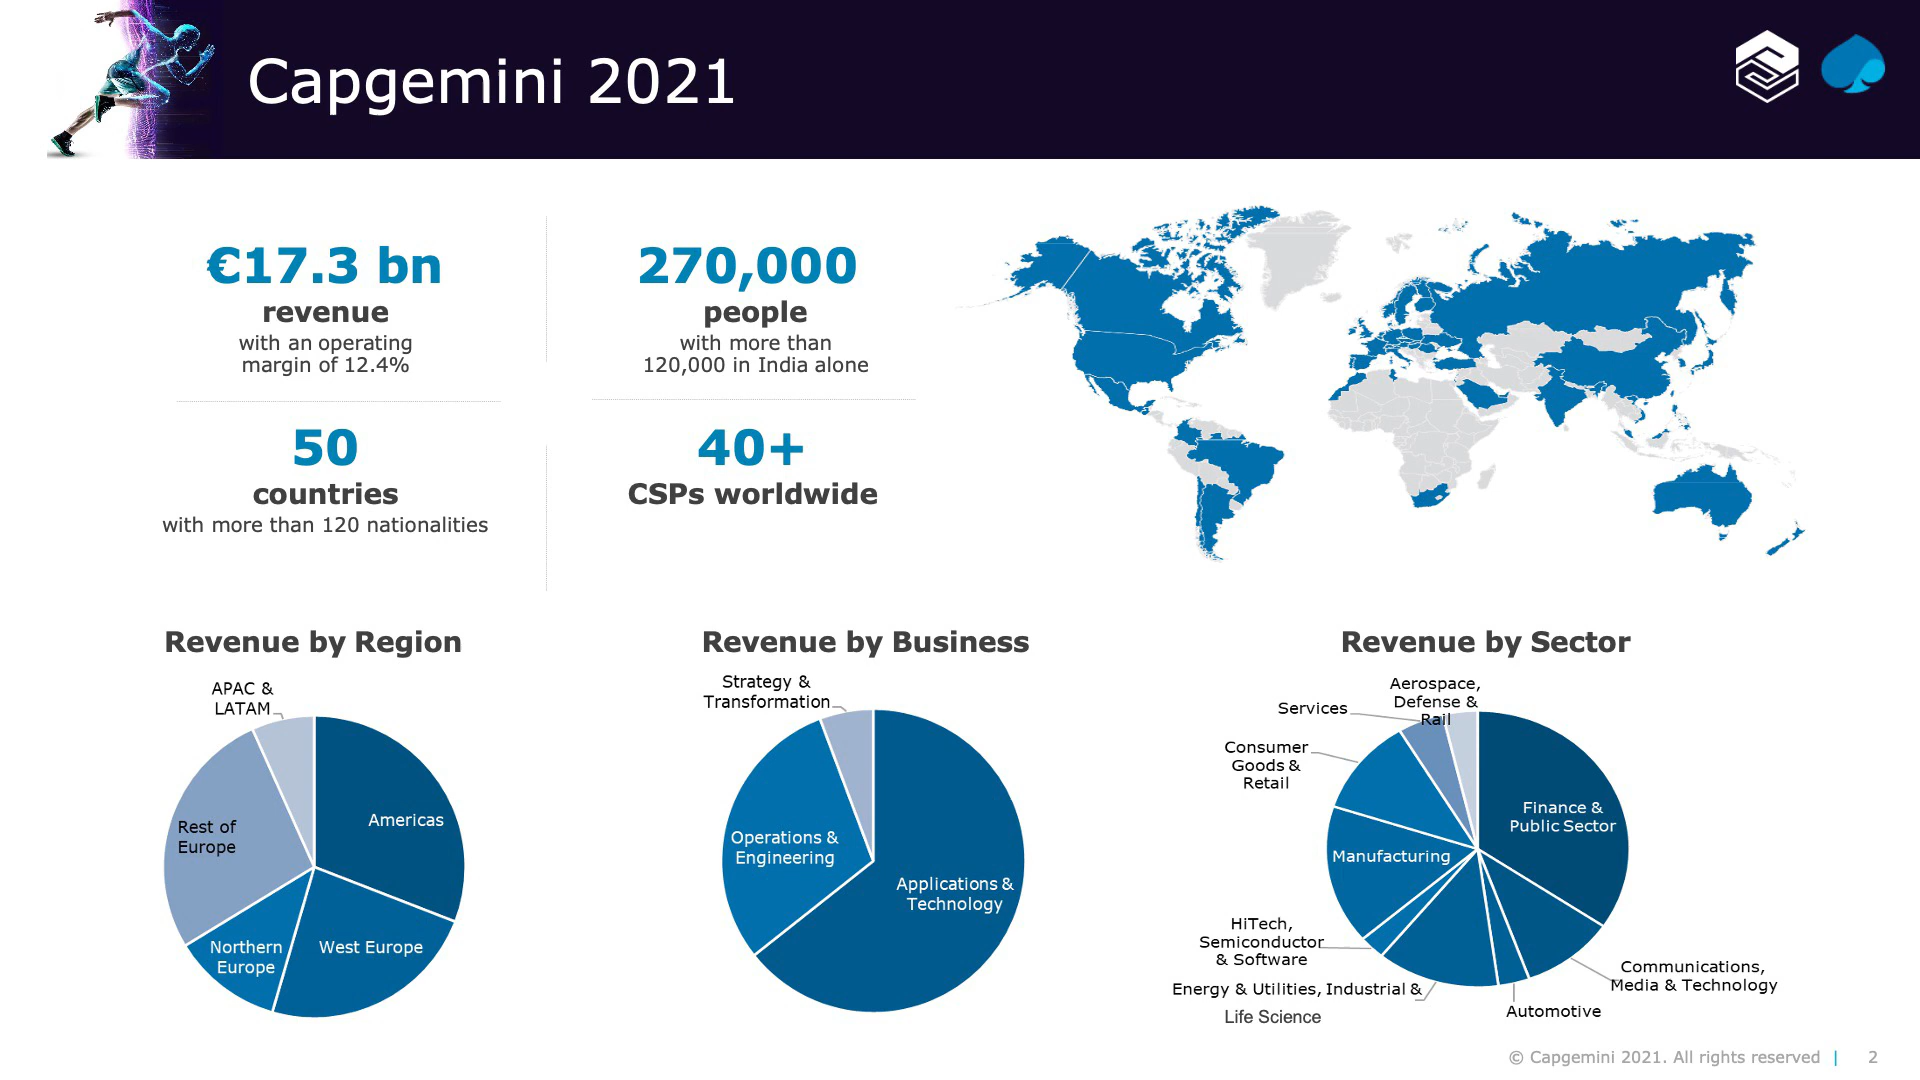 Capgemini 2021
€17.3 bn
revenue
with an operating
margin of 12.4%
270,000
people
with more than
120,000 in India alone
50
countries
with more than 120 nationalities
40+
CSPs worldwide
Revenue by Region
APAC &
LATAM
Americas
Rest of
Europe
Northern
Europe
West Europe
Revenue by Business
Strategy &
Transformation
Operations &
Engineering
Applications &
Technology
Revenue by Sector
Aerospace,
Defense &
Rail
Services
Consumer
Goods &
Retail
Finance &
Public Sector
Manufacturing
HiTech,
Semiconductor
& Software
Energy & Utilities, Industrial &
Life Science
Communications,
Media & Technology
Automotive
© Capgemini 2021. All rights reserved | 2